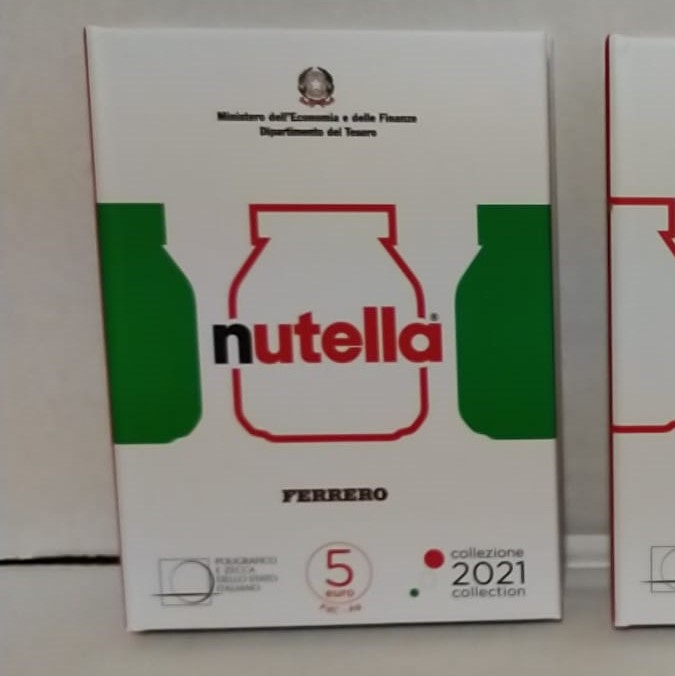 Ministero dell'Economia e delle Finanze
Dipartimento del Tesoro
nutella®
FERRERO
POLIGRAFICO
E ZECCA
DELLO STATO
ITALIANO
5
euro
collezione
2021
collection